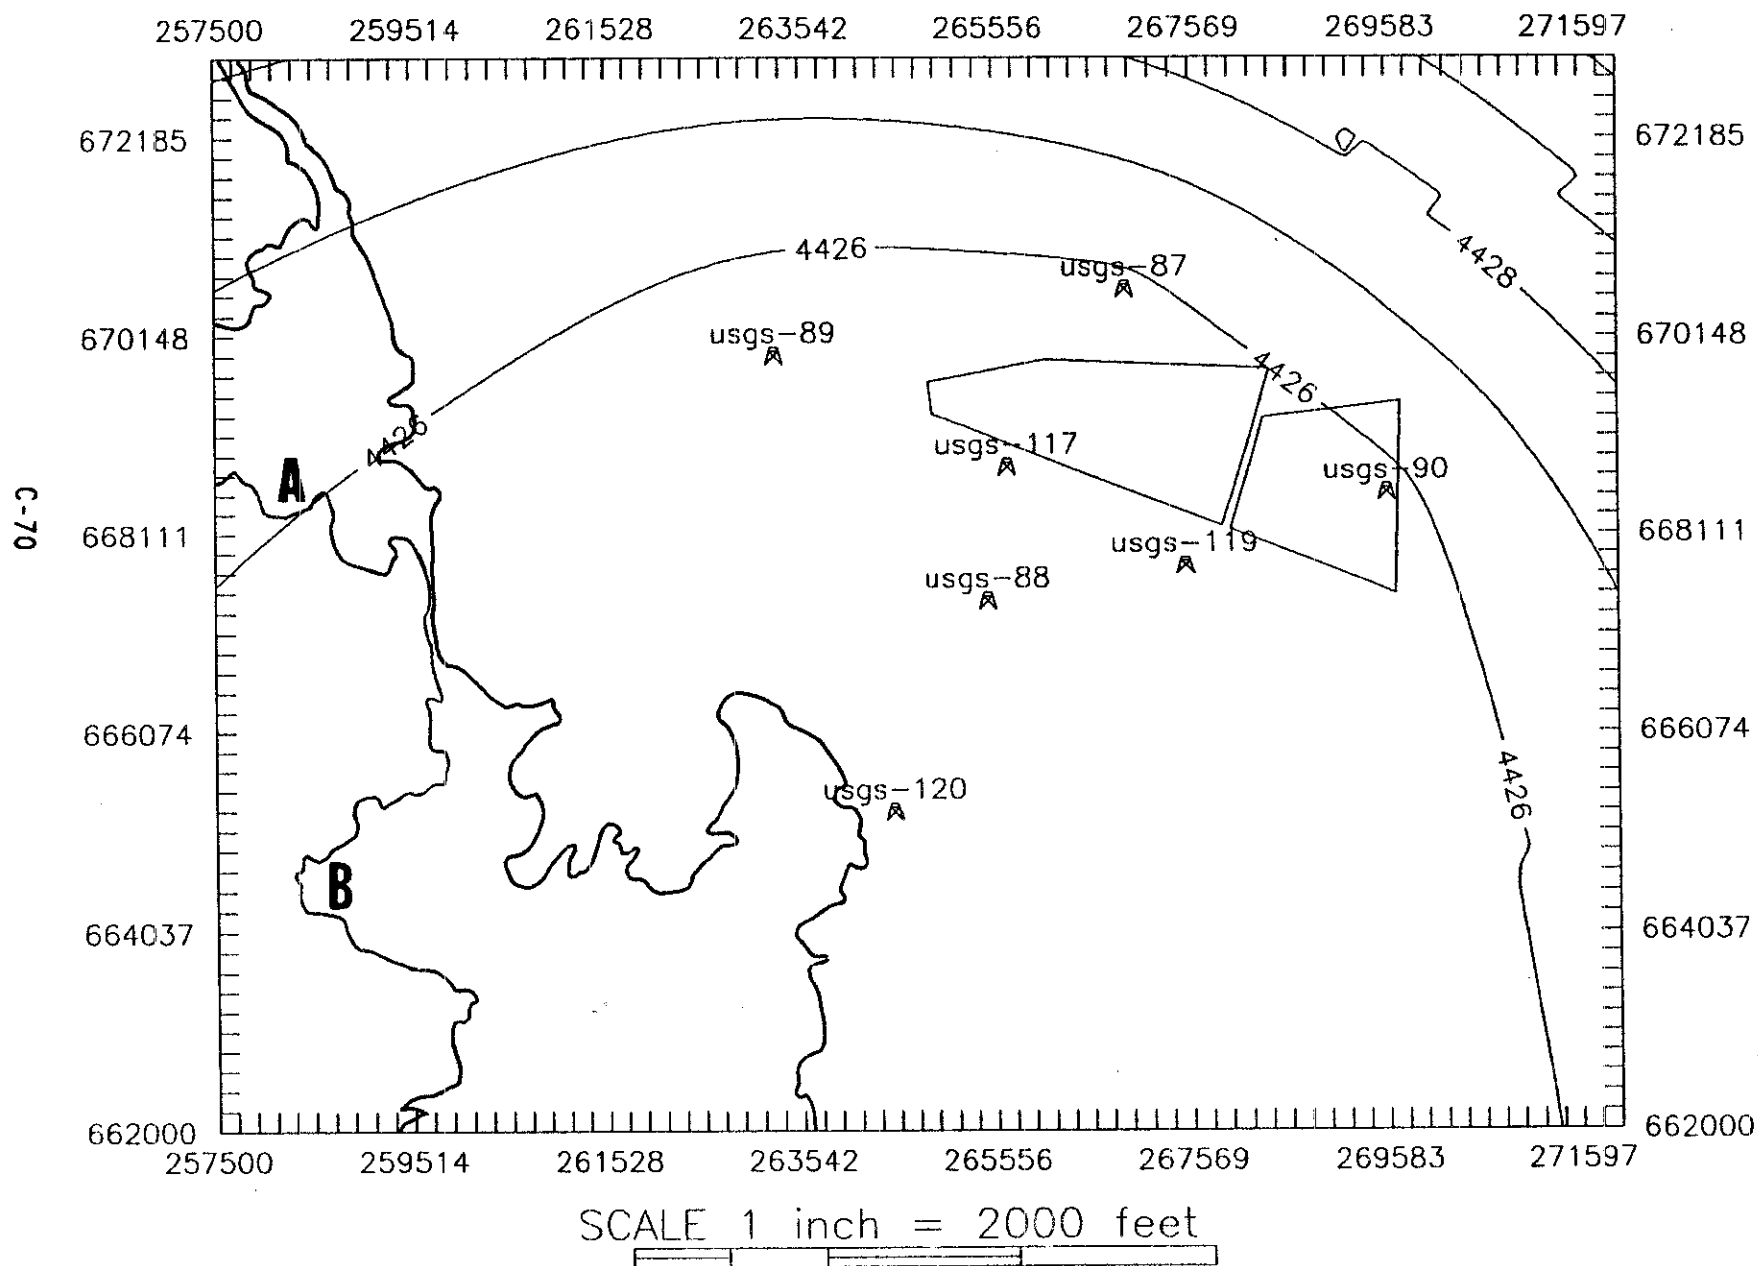 257500 259514 261528 263542 265556 267569 269583 271597
672185 672185
4426
4428
usgs-87
usgs-89
670148 670148
4426
4426
usgs-117
usgs-90
A
C-70
668111 668111
usgs-119
usgs-88
666074 666074
4426
usgs-120
B
664037 664037
662000 662000
257500 259514 261528 263542 265556 267569 269583 271597
SCALE 1 inch = 2000 feet